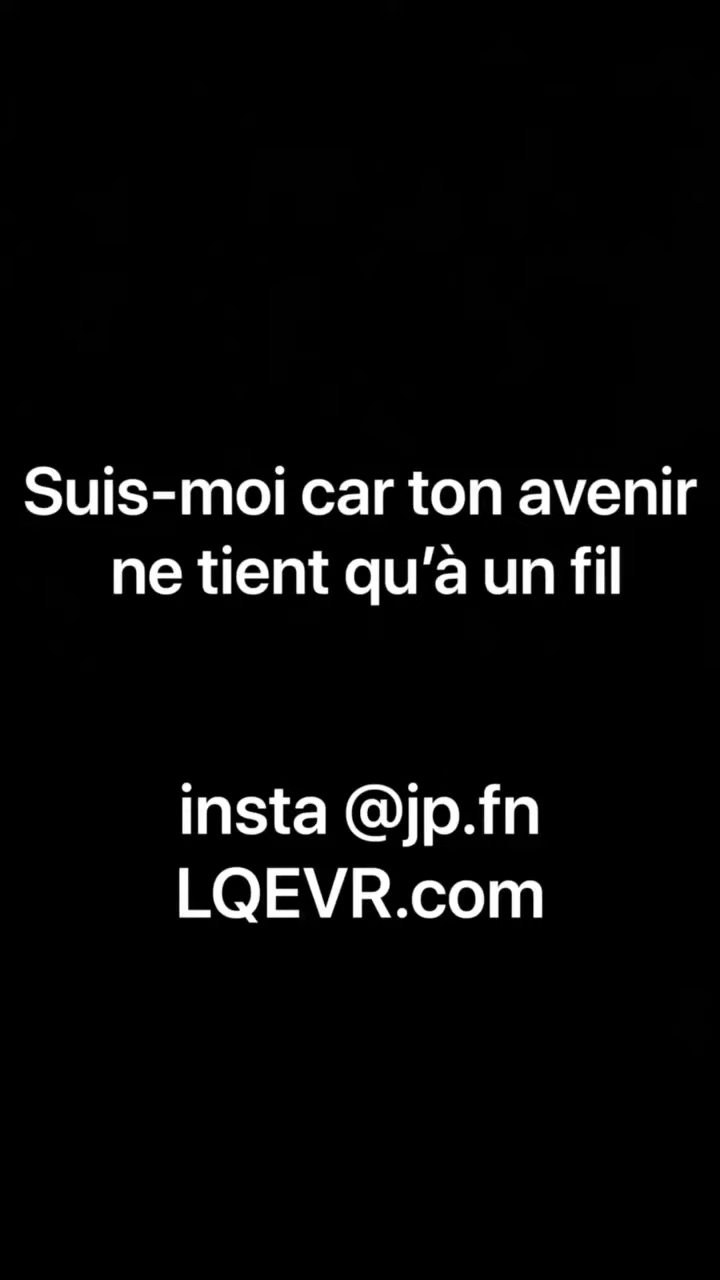 Suis-moi car ton avenir
ne tient qu’à un fil
insta @jp.fn
LQEVR.com